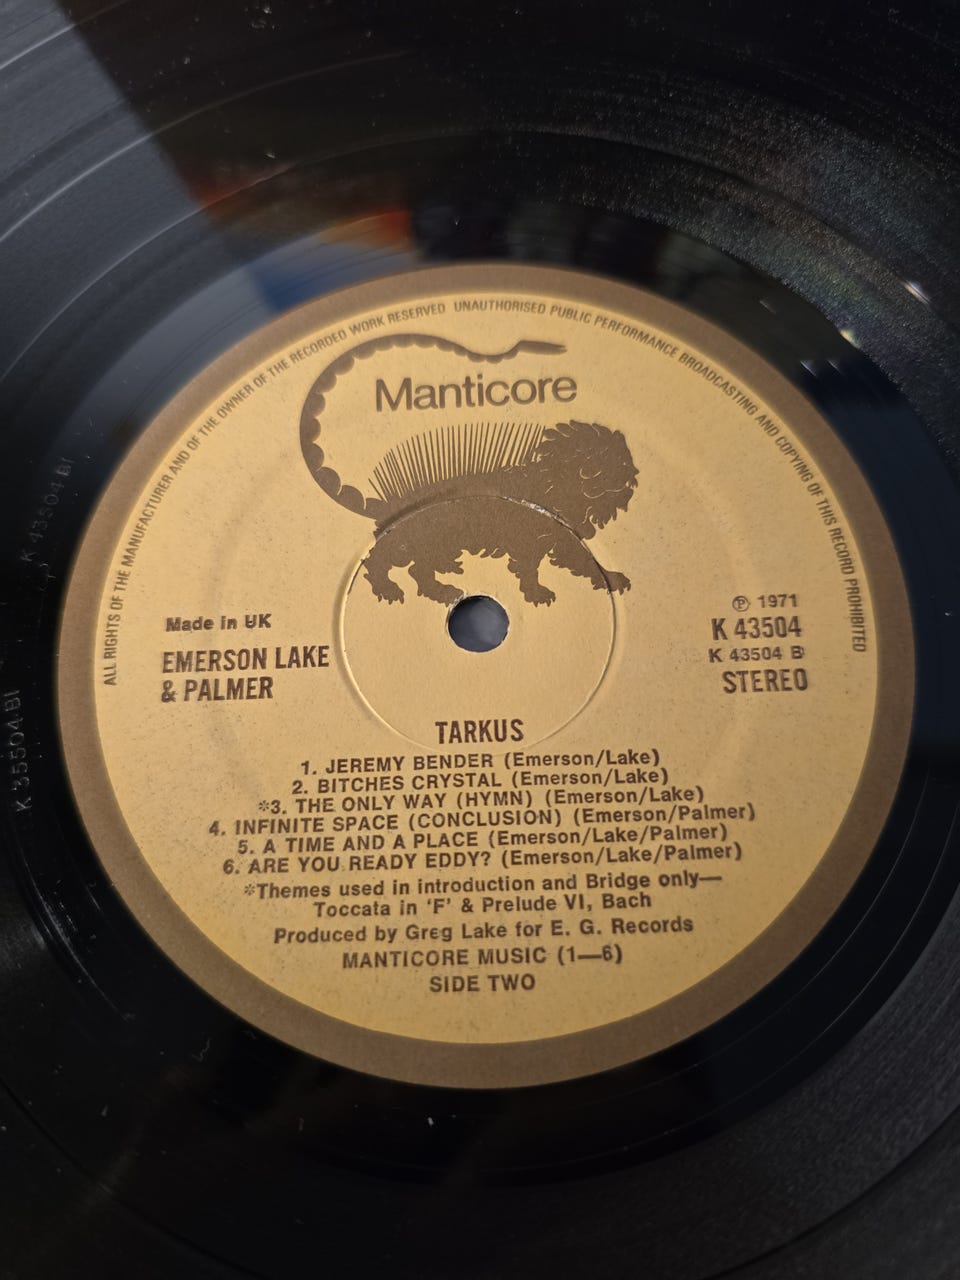 ALL RIGHTS OF THE MANUFACTURER AND OF THE OWNER OF THE RECORDED WORK RESERVED UNAUTHORISED PUBLIC PERFORMANCE BROADCASTING AND COPYING OF THIS RECORD PROHIBITED
Manticore
Made in UK
EMERSON LAKE
& PALMER
Ⓟ 1971
K 43504
K 43504 B
STEREO
TARKUS
1. JEREMY BENDER (Emerson/Lake)
2. BITCHES CRYSTAL (Emerson/Lake)
*3. THE ONLY WAY (HYMN) (Emerson/Lake)
4. INFINITE SPACE (CONCLUSION) (Emerson/Palmer)
5. A TIME AND A PLACE (Emerson/Lake/Palmer)
6. ARE YOU READY EDDY? (Emerson/Lake/Palmer)
*Themes used in introduction and Bridge only—
Toccata in ‘F’ & Prelude VI, Bach
Produced by Greg Lake for E. G. Records
MANTICORE MUSIC (1—6)
SIDE TWO
K 43504 B1
K 35504 B1